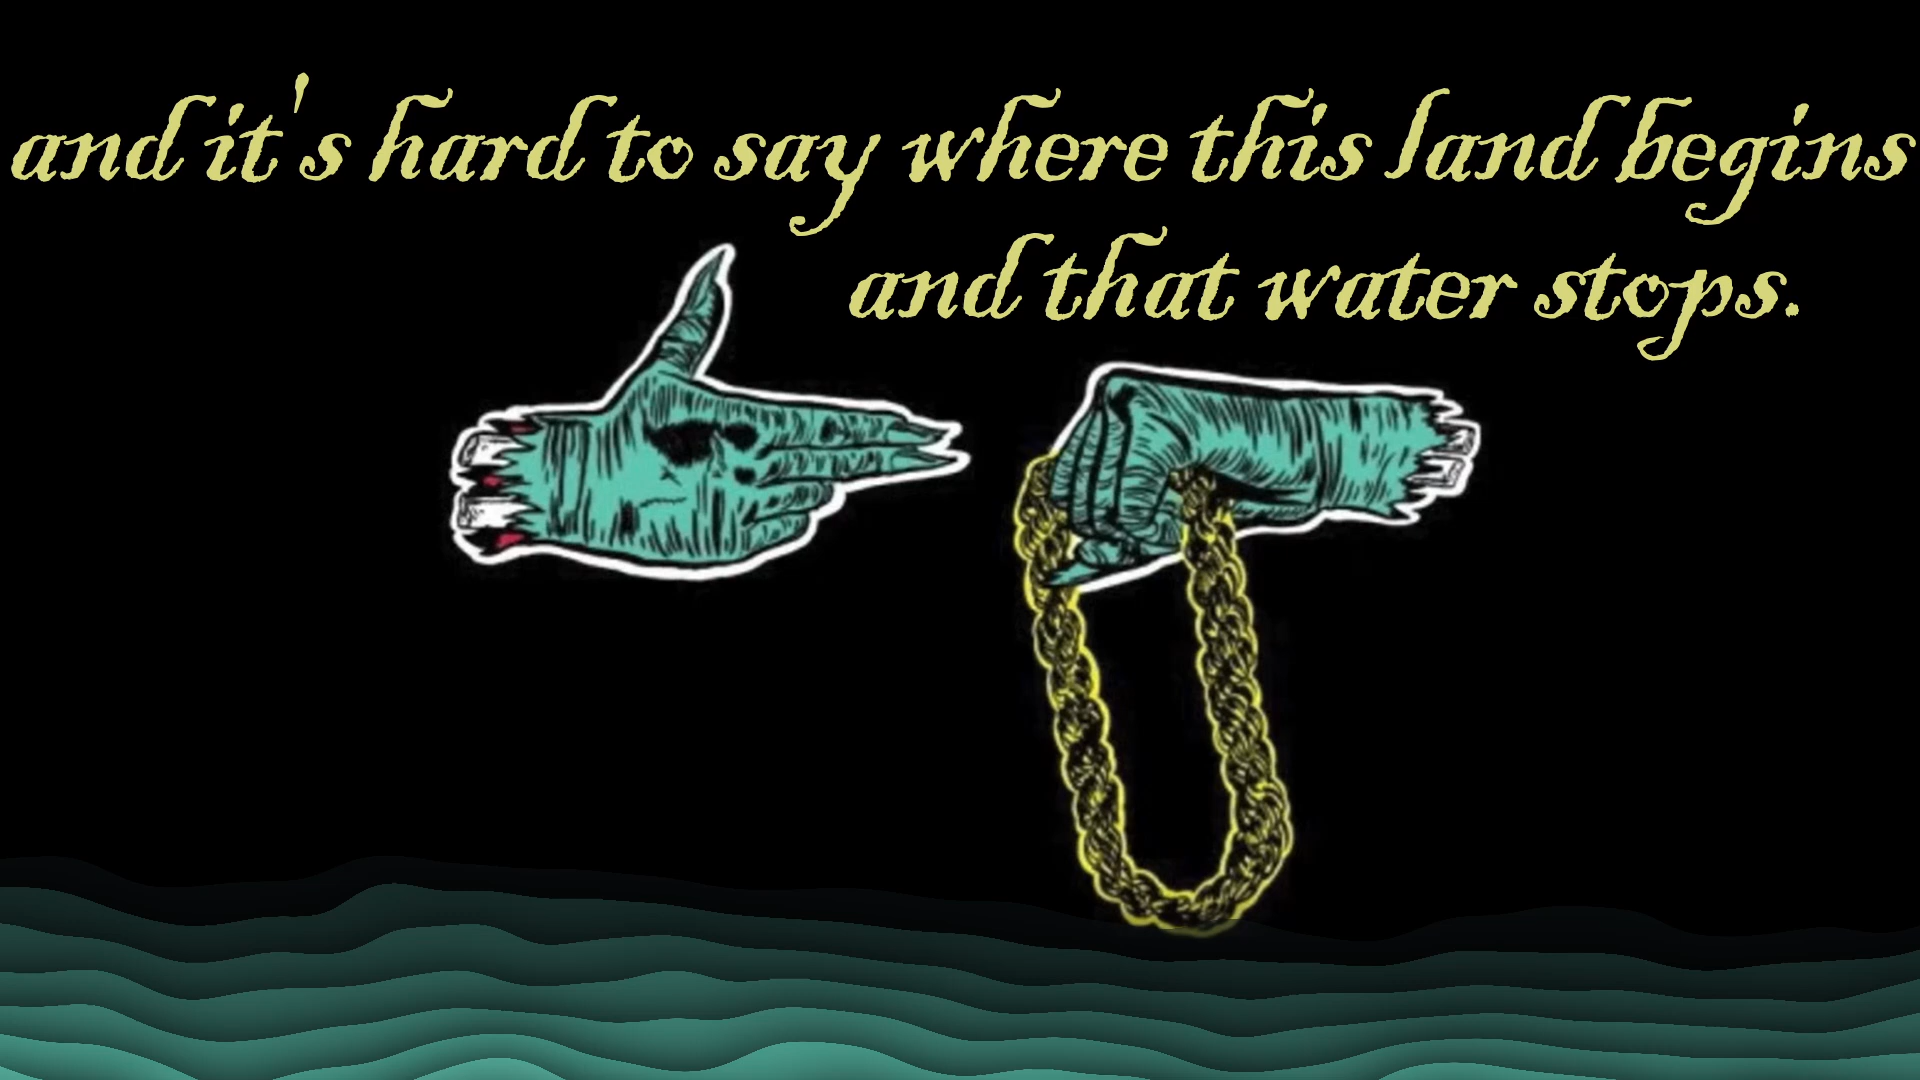 and it's hard to say where this land begins
and that water stops.